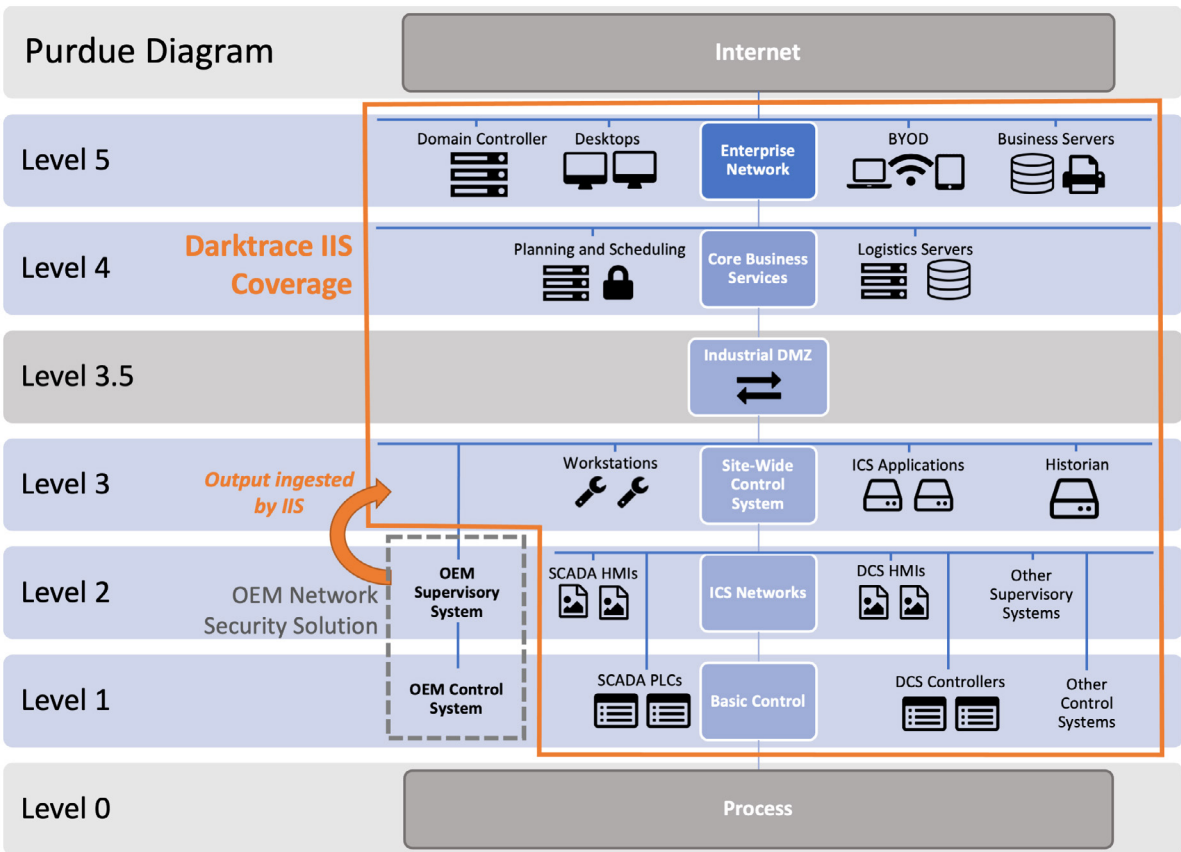 Purdue Diagram
Internet
Level 5
Domain Controller
Desktops
Enterprise
Network
BYOD
Business Servers
Darktrace IIS
Coverage
Level 4
Planning and Scheduling
Core Business
Services
Logistics Servers
Level 3.5
Industrial DMZ
Level 3
Output ingested
by IIS
Workstations
Site-Wide
Control
System
ICS Applications
Historian
Level 2
OEM Network
Security Solution
OEM
Supervisory
System
SCADA HMIs
ICS Networks
DCS HMIs
Other
Supervisory
Systems
Level 1
OEM Control
System
SCADA PLCs
Basic Control
DCS Controllers
Other
Control
Systems
Level 0
Process